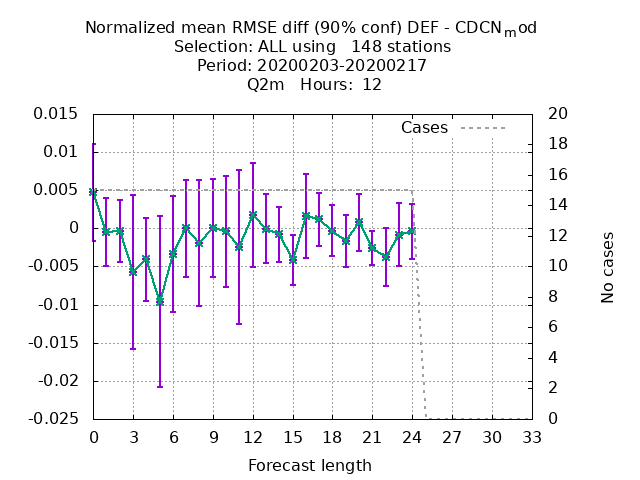 Normalized mean RMSE diff (90% conf) DEF - CDCN_mod
Selection: ALL using   148 stations
Period: 20200203-20200217
Q2m   Hours:  12
0.015
0.01
0.005
0
-0.005
-0.01
-0.015
-0.02
-0.025
Cases
20
18
16
14
12
10
8
6
4
2
0
No cases
0 3 6 9 12 15 18 21 24 27 30 33
Forecast length